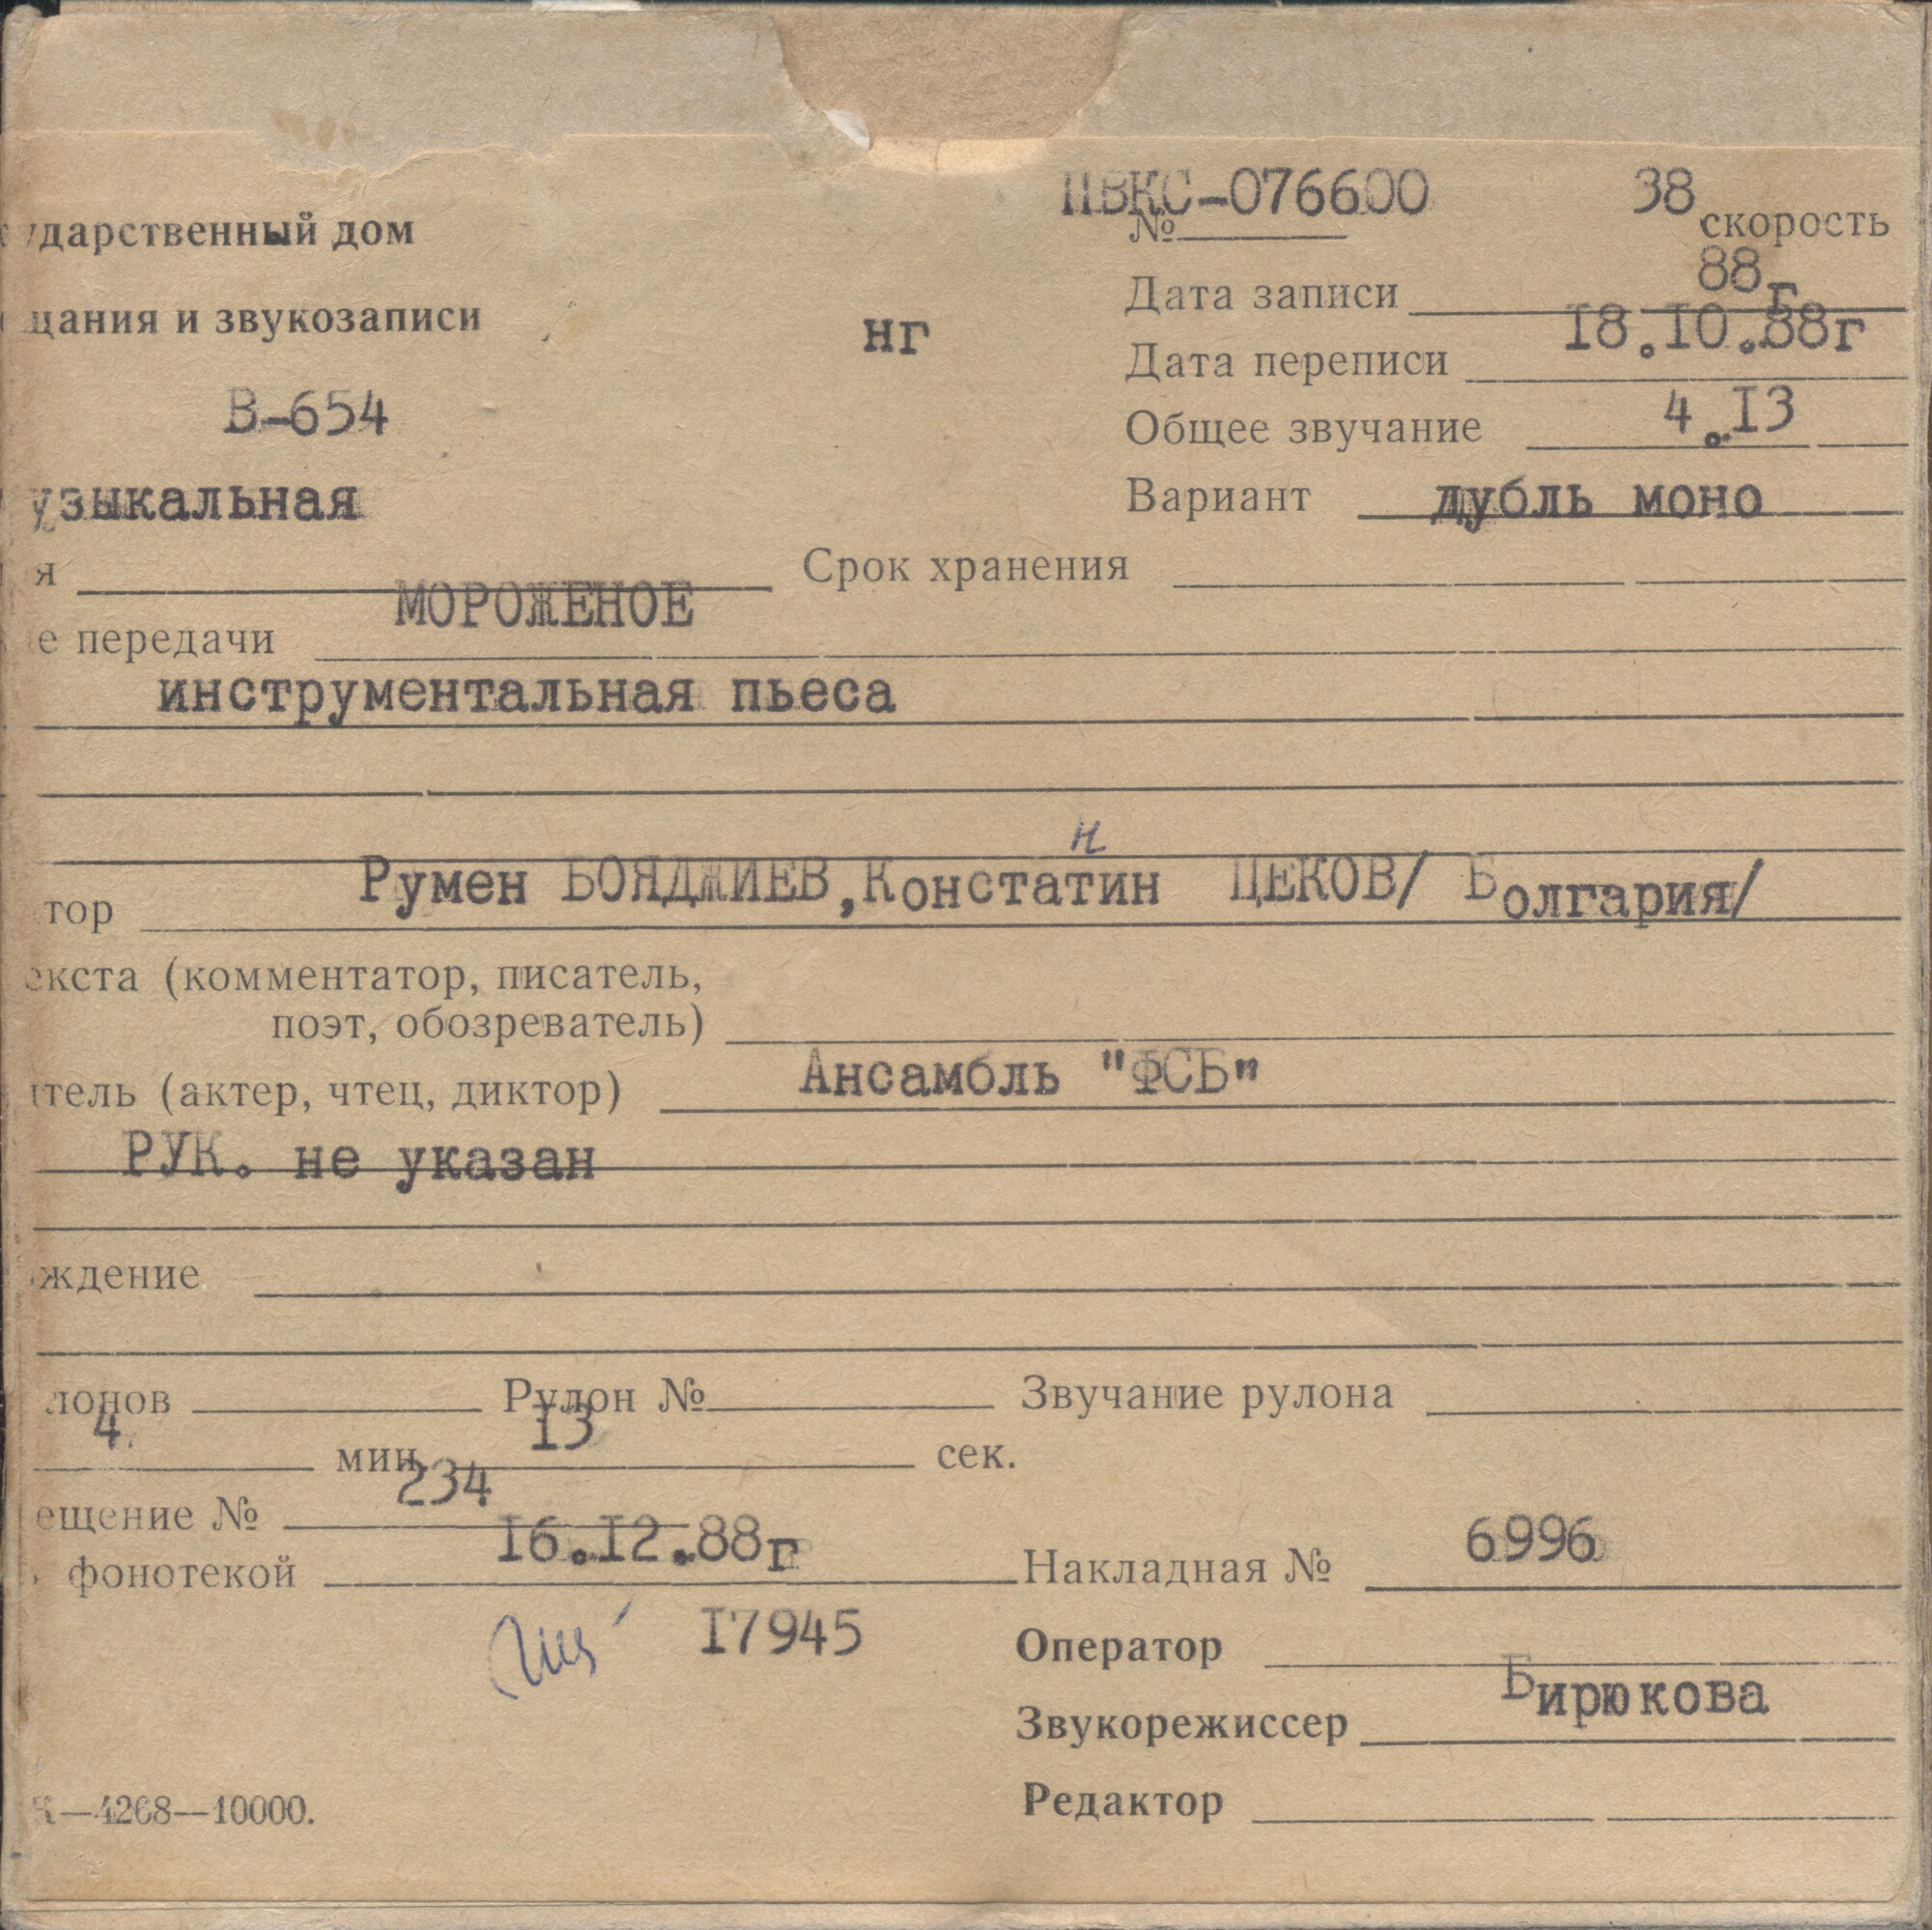 ПВКС-076600 38
ударственный дом № скорость
88г
Дата записи
щания и звукозаписи нг 18.10.88г
Дата переписи
В-654 4.13
Общее звучание
узыкальная Вариант дубль моно
я Срок хранения
МОРОЖЕНОЕ
е передачи
инструментальная пьеса
н
Румен БОЯДЖИЕВ,Констатин ЦЕКОВ/ Болгария/
тор
екста (комментатор, писатель,
поэт, обозреватель)
Ансамбль "ФСБ"
тель (актер, чтец, диктор)
РУК. не указан
ждение
лонов Рулон № Звучание рулона
4. 13
мин. сек.
234
ещение №
16.12.88г 6996
фонотекой Накладная №
17945
Оператор
Бирюкова
Звукорежиссер
К—4268—10000. Редактор